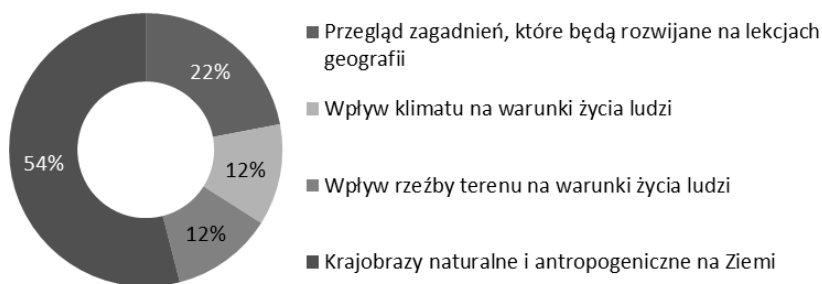 22%
12%
12%
54%
Przegląd zagadnień, które będą rozwijane na lekcjach
geografii
Wpływ klimatu na warunki życia ludzi
Wpływ rzeźby terenu na warunki życia ludzi
Krajobrazy naturalne i antropogeniczne na Ziemi